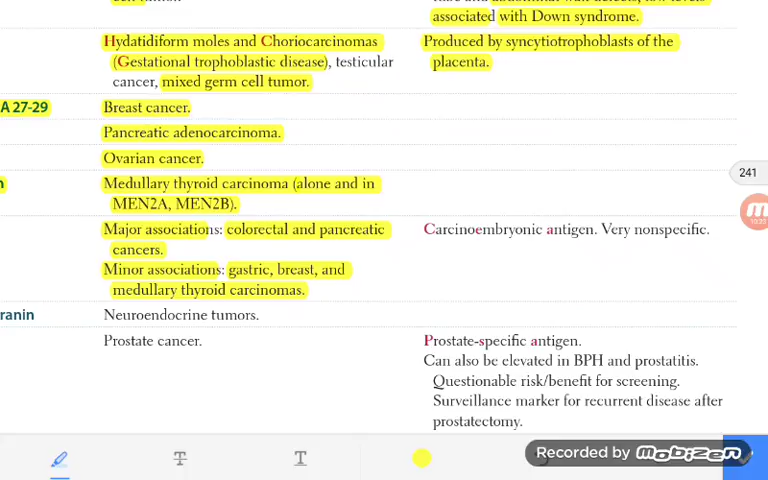 associated with Down syndrome.
Hydatidiform moles and Choriocarcinomas
(Gestational trophoblastic disease), testicular
cancer, mixed germ cell tumor.
Produced by syncytiotrophoblasts of the
placenta.
A 27-29
Breast cancer.
Pancreatic adenocarcinoma.
Ovarian cancer.
n
Medullary thyroid carcinoma (alone and in
MEN2A, MEN2B).
Major associations: colorectal and pancreatic
cancers.
Minor associations: gastric, breast, and
medullary thyroid carcinomas.
Carcinoembryonic antigen. Very nonspecific.
ranin
Neuroendocrine tumors.
Prostate cancer.
Prostate-specific antigen.
Can also be elevated in BPH and prostatitis.
Questionable risk/benefit for screening.
Surveillance marker for recurrent disease after
prostatectomy.
241
10:25
T
T
Recorded by mobizen